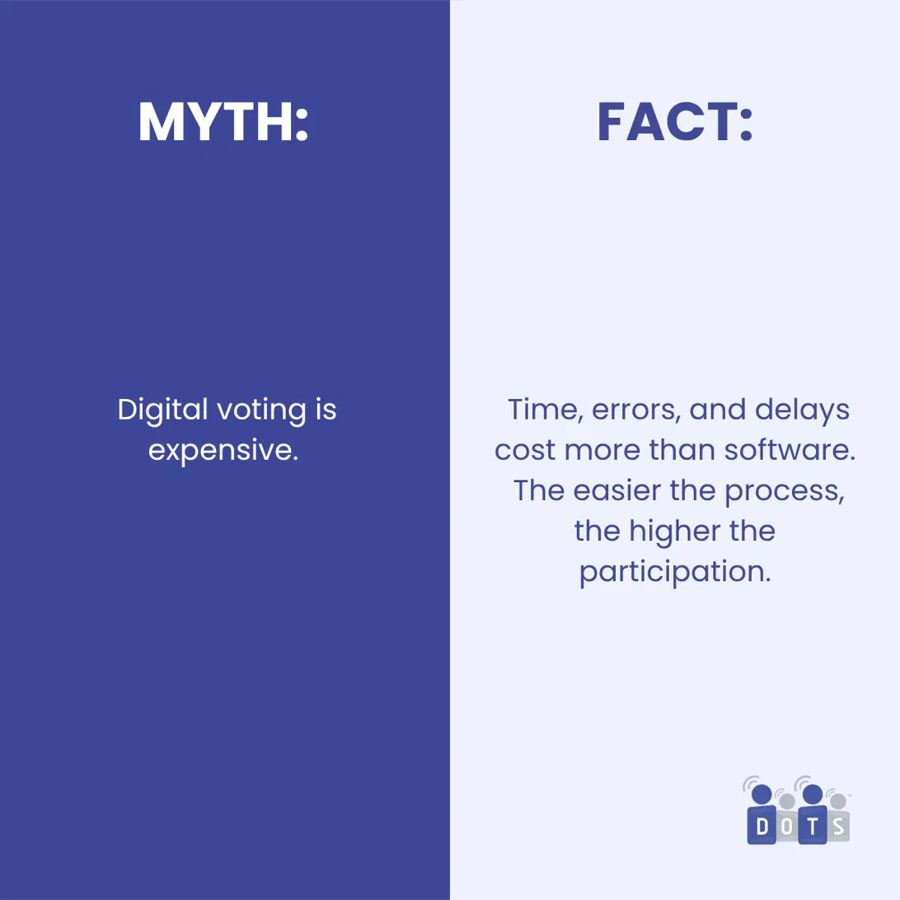 MYTH:
Digital voting is
expensive.
FACT:
Time, errors, and delays
cost more than software.
The easier the process,
the higher the
participation.
DOTS